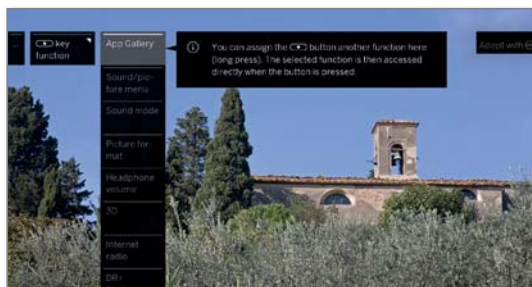 ...
key
function
App Gallery
You can assign the button another function here
(long press). The selected function is then accessed
directly when the button is pressed.
Adopt with
Sound/pic-
ture menu
Sound mode
Picture for-
mat
Headphone
volume
3D
Internet
radio
DR+